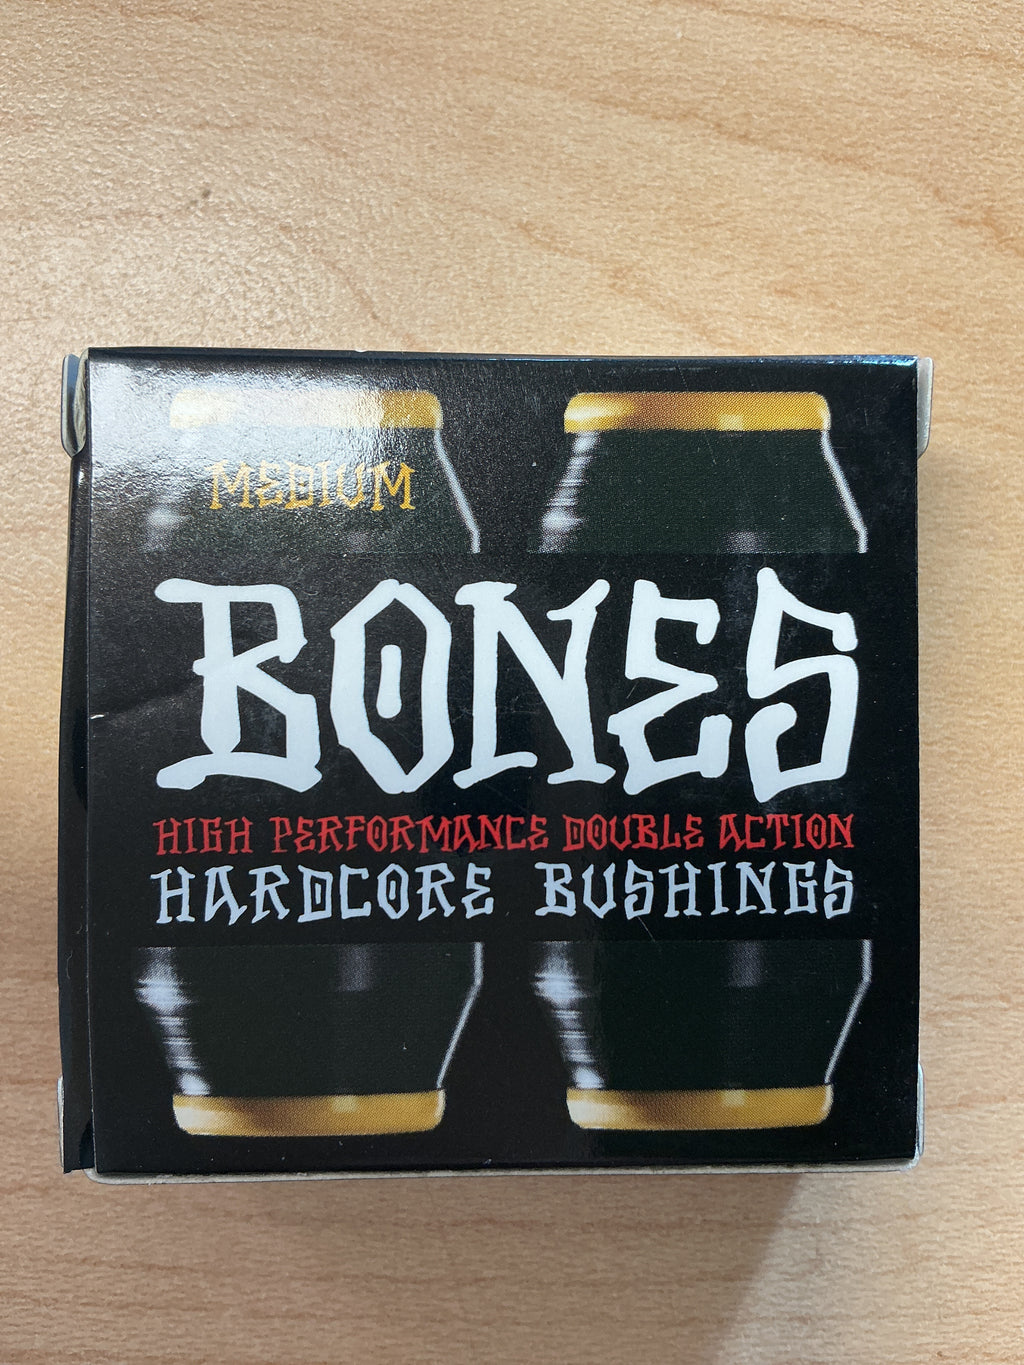 MEDIUM
BONES
HIGH PERFORMANCE DOUBLE ACTION
HARDCORE BUSHINGS